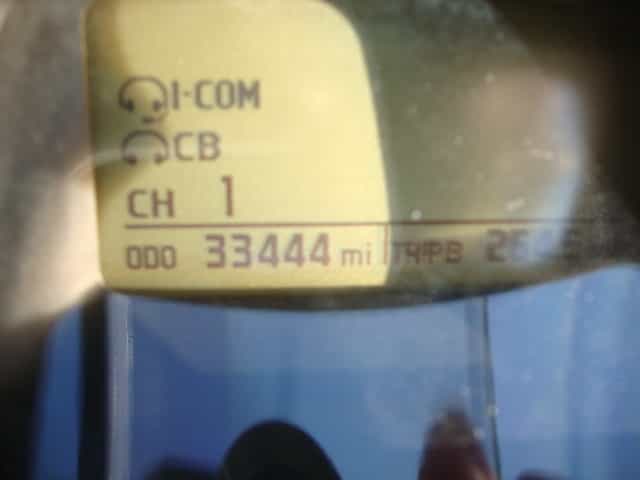 I-COM
CB
CH 1
ODO 33444 mi TRIP B